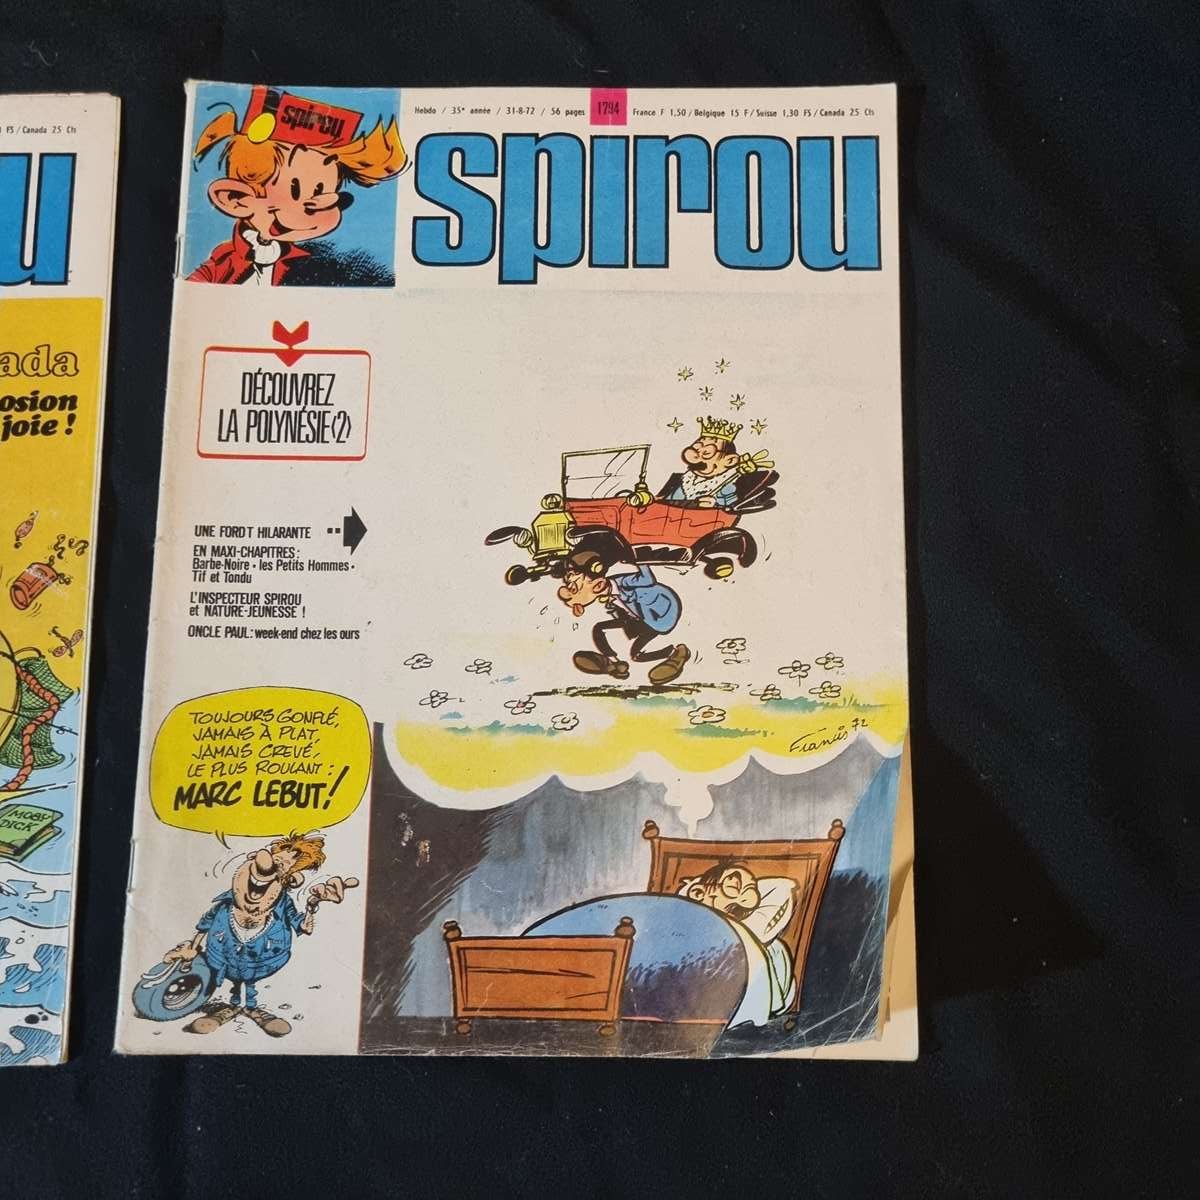 1 FS / Canada 25 Cts
u
ada
osion
joie !
MOBY
DICK
spirou
Hebdo / 35e année / 31-8-72 / 56 pages 1794 France F 1,50 / Belgique 15 F / Suisse 1,30 FS / Canada 25 Cts
spirou
DÉCOUVREZ
LA POLYNÉSIE (2)
UNE FORD T HILARANTE
EN MAXI-CHAPITRES :
Barbe-Noire • les Petits Hommes •
Tif et Tondu
L'INSPECTEUR SPIROU
et NATURE-JEUNESSE !
ONCLE PAUL : week-end chez les ours
TOUJOURS GONFLÉ,
JAMAIS À PLAT,
JAMAIS CREVÉ,
LE PLUS ROULANT :
MARC LEBUT !
Francis 72